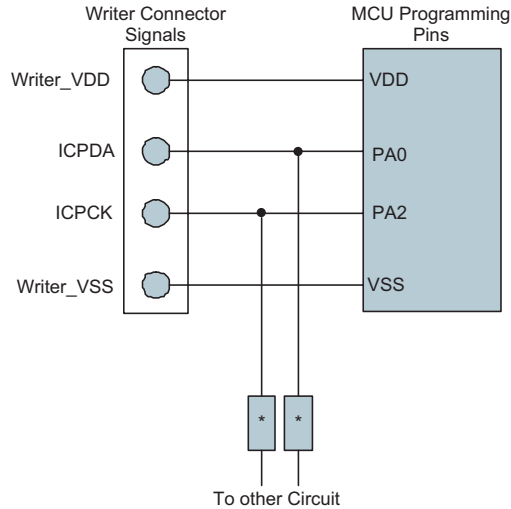 Writer Connector
Signals
MCU Programming
Pins
Writer_VDD
VDD
ICPDA
PA0
ICPCK
PA2
Writer_VSS
VSS
*
*
To other Circuit